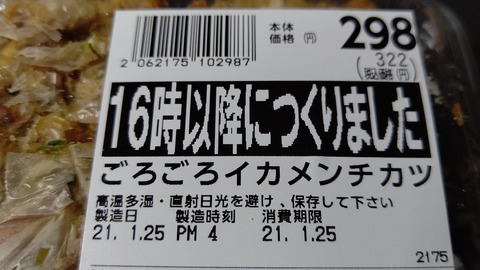 本体
価格(円) 298
2 062175 102987
(322
税込価格(円))
16時以降につくりました
ごろごろイカメンチカツ
高温多湿・直射日光を避け、保存して下さい
製造日 製造時刻 消費期限
21. 1.25 PM 4 21. 1.25
2175